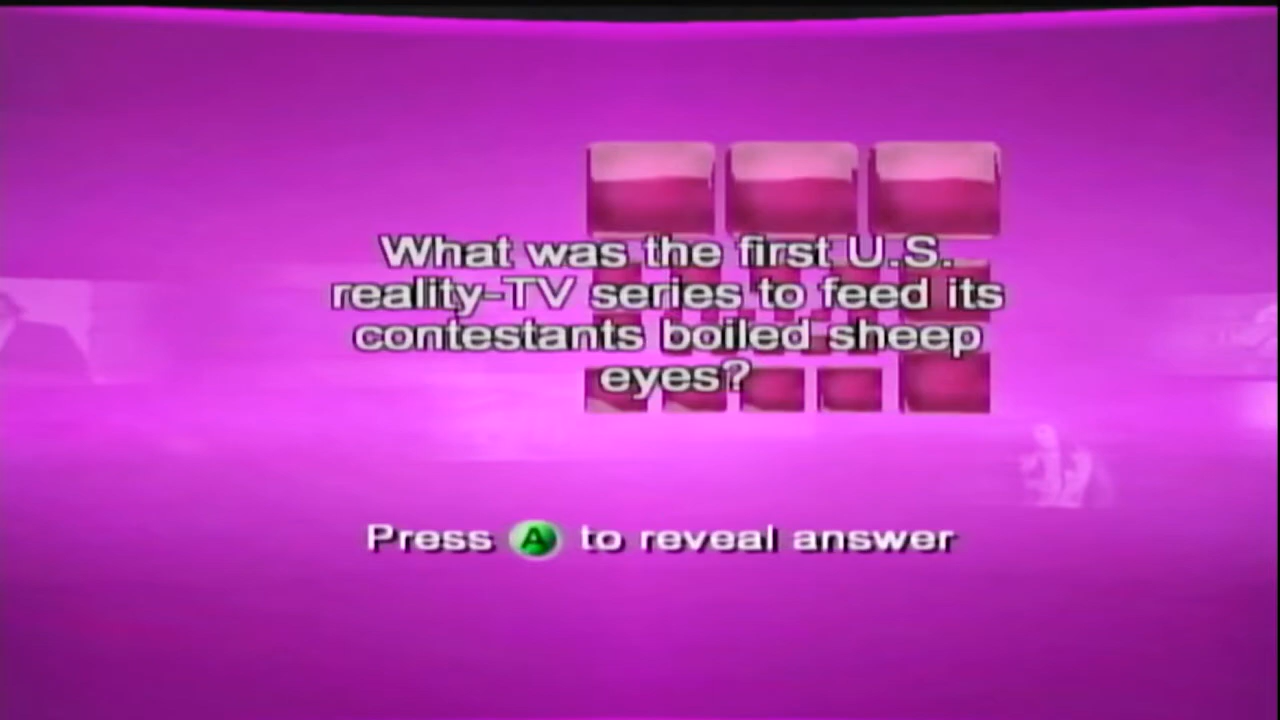 What was the first U.S.
reality-TV series to feed its
contestants boiled sheep
eyes?
Press A to reveal answer